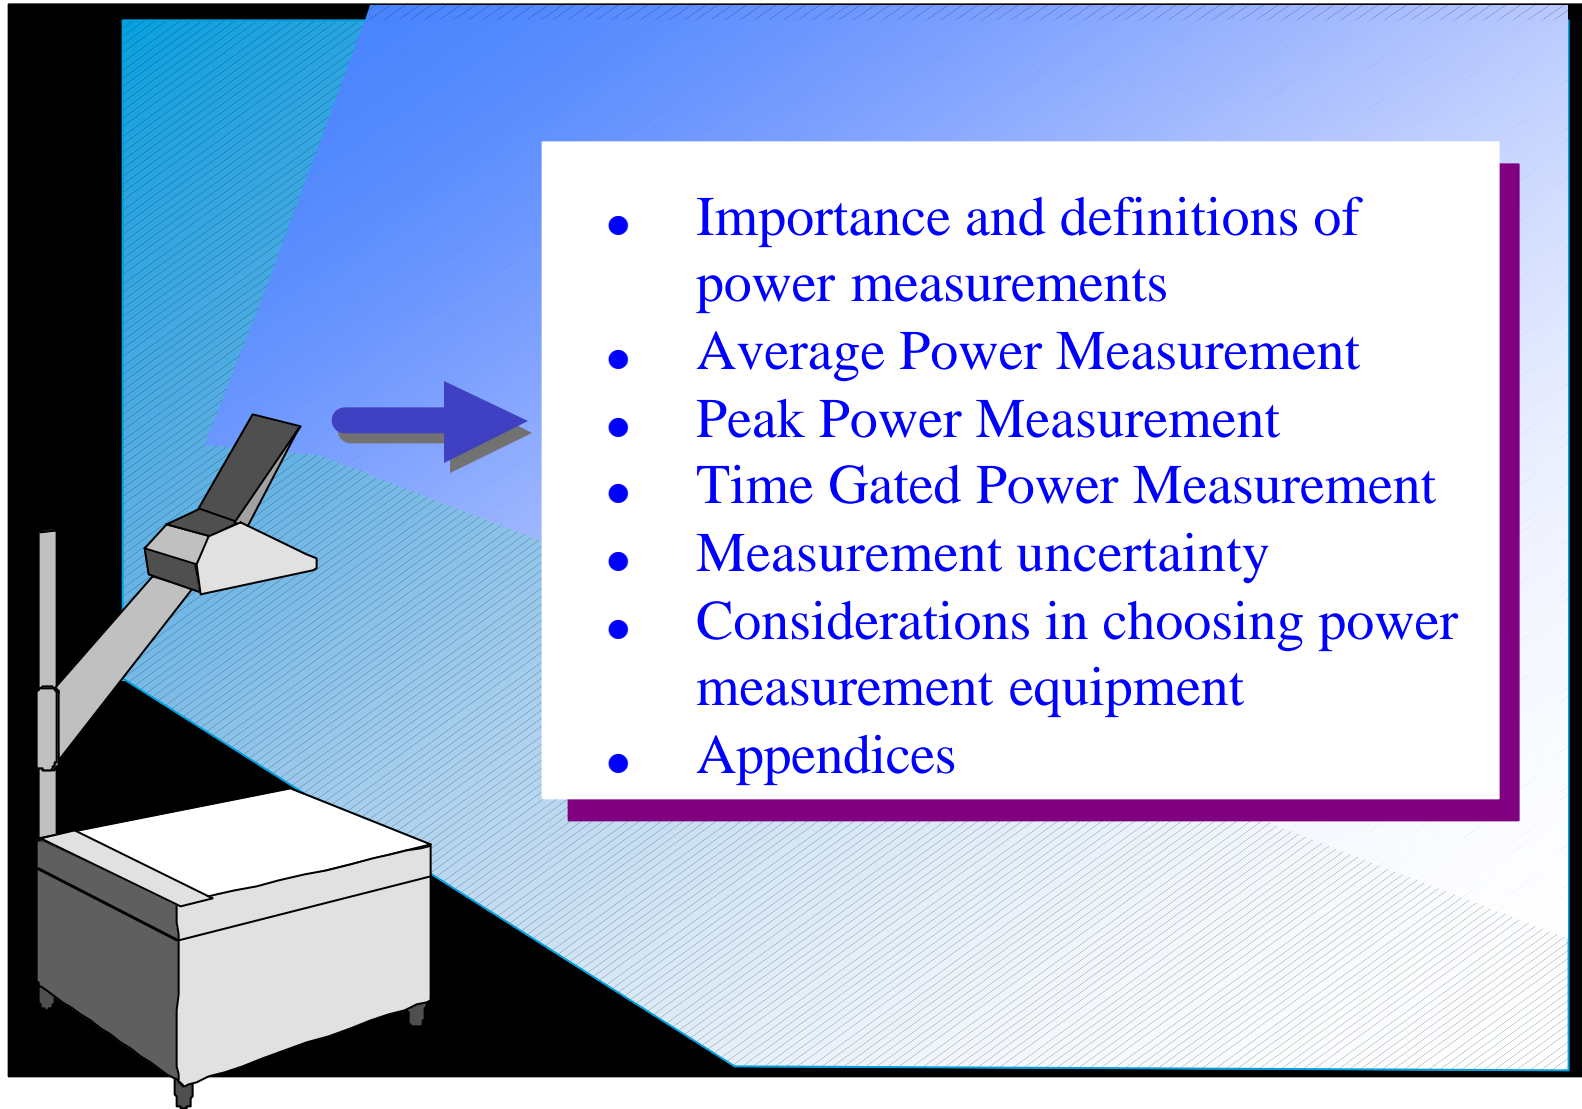 ● Importance and definitions of
power measurements
● Average Power Measurement
● Peak Power Measurement
● Time Gated Power Measurement
● Measurement uncertainty
● Considerations in choosing power
measurement equipment
● Appendices